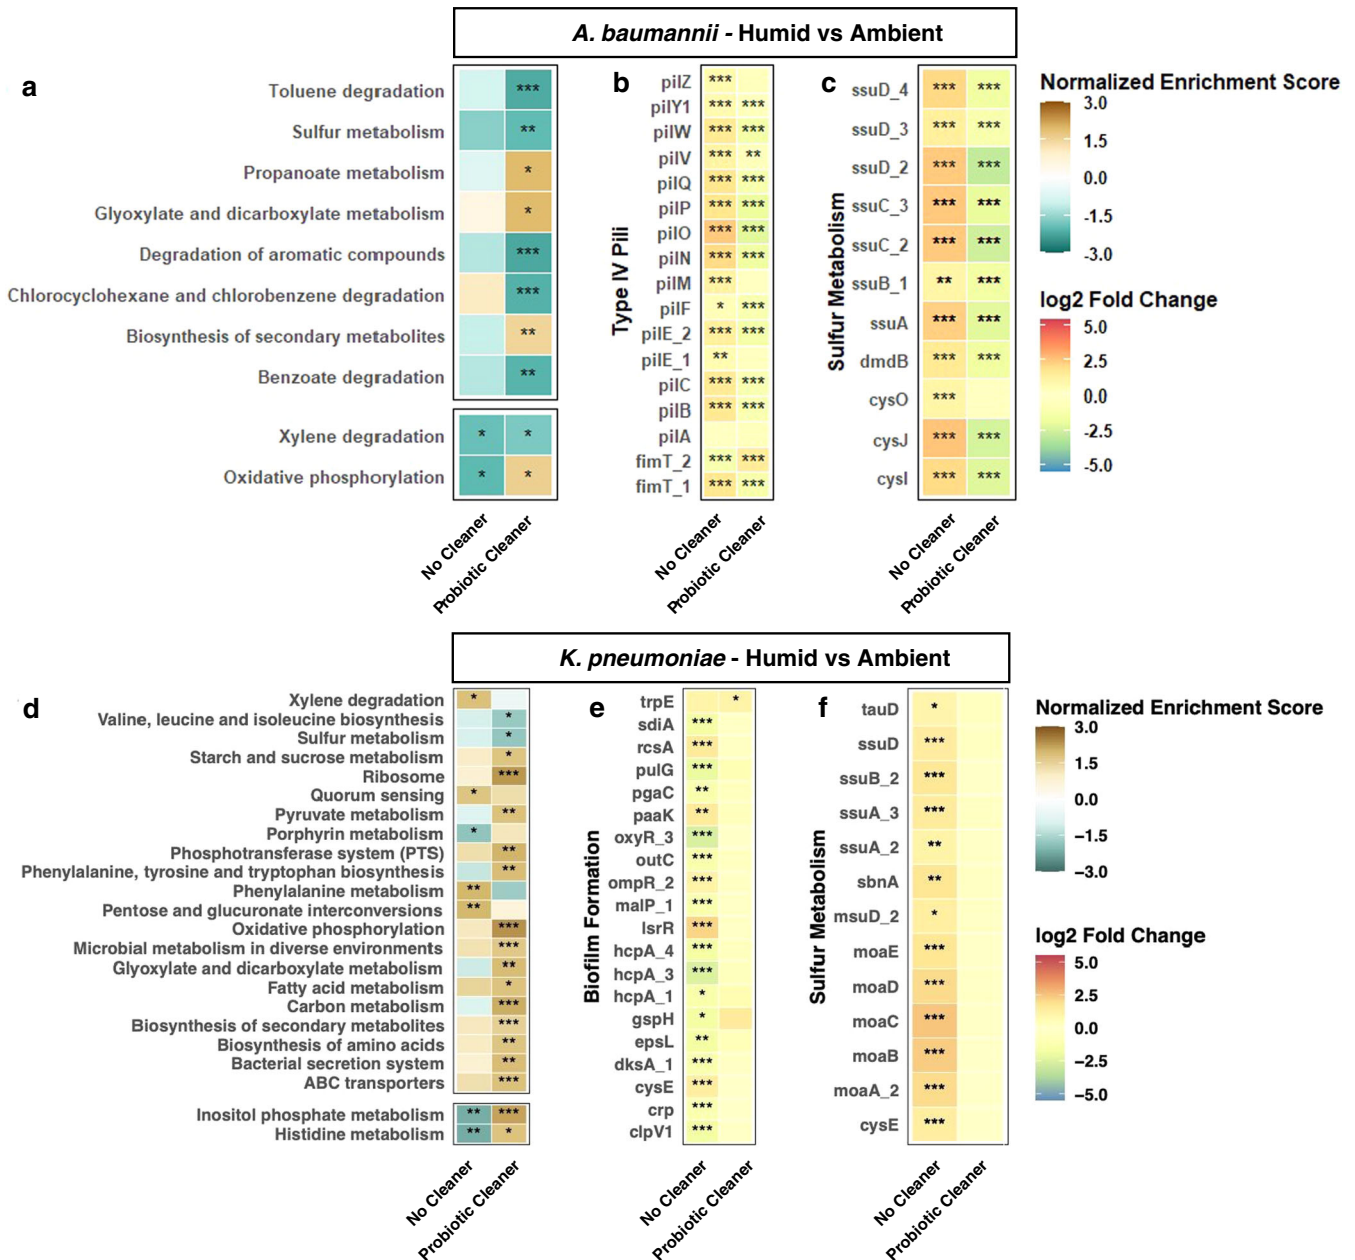 A. baumannii - Humid vs Ambient
a
Toluene degradation
***
Sulfur metabolism
**
Propanoate metabolism
*
Glyoxylate and dicarboxylate metabolism
*
Degradation of aromatic compounds
***
Chlorocyclohexane and chlorobenzene degradation
***
Biosynthesis of secondary metabolites
**
Benzoate degradation
**
Xylene degradation
* *
Oxidative phosphorylation
* *
No Cleaner
Probiotic Cleaner
b
Type IV Pili
pilZ ***
pilY1 *** ***
pilW *** ***
pilV *** **
pilQ *** ***
pilP *** ***
pilO *** ***
pilN *** ***
pilM ***
pilF * ***
pilE_2 *** ***
pilE_1 **
pilC *** ***
pilB *** ***
pilA
fimT_2 *** ***
fimT_1 *** ***
No Cleaner
Probiotic Cleaner
c
Sulfur Metabolism
ssuD_4 *** ***
ssuD_3 *** ***
ssuD_2 *** ***
ssuC_3 *** ***
ssuC_2 *** ***
ssuB_1 ** ***
ssuA *** ***
dmdB *** ***
cysO ***
cysJ *** ***
cysI *** ***
No Cleaner
Probiotic Cleaner
Normalized Enrichment Score
3.0
1.5
0.0
-1.5
-3.0
log2 Fold Change
5.0
2.5
0.0
-2.5
-5.0
K. pneumoniae - Humid vs Ambient
d
Xylene degradation *
Valine, leucine and isoleucine biosynthesis *
Sulfur metabolism *
Starch and sucrose metabolism *
Ribosome ***
Quorum sensing *
Pyruvate metabolism **
Porphyrin metabolism *
Phosphotransferase system (PTS) **
Phenylalanine, tyrosine and tryptophan biosynthesis **
Phenylalanine metabolism **
Pentose and glucuronate interconversions **
Oxidative phosphorylation ***
Microbial metabolism in diverse environments ***
Glyoxylate and dicarboxylate metabolism **
Fatty acid metabolism *
Carbon metabolism ***
Biosynthesis of secondary metabolites ***
Biosynthesis of amino acids **
Bacterial secretion system **
ABC transporters ***
Inositol phosphate metabolism ** ***
Histidine metabolism ** *
No Cleaner
Probiotic Cleaner
e
Biofilm Formation
trpE *
sdiA ***
rcsA ***
pulG ***
pgaC **
paaK **
oxyR_3 ***
outC ***
ompR_2 ***
malP_1 ***
lsrR ***
hcpA_4 ***
hcpA_3 ***
hcpA_1 *
gspH *
epsL **
dksA_1 ***
cysE ***
crp ***
clpV1 ***
No Cleaner
Probiotic Cleaner
f
Sulfur Metabolism
tauD *
ssuD ***
ssuB_2 ***
ssuA_3 ***
ssuA_2 **
sbnA **
msuD_2 *
moaE ***
moaD ***
moaC ***
moaB ***
moaA_2 ***
cysE ***
No Cleaner
Probiotic Cleaner
Normalized Enrichment Score
3.0
1.5
0.0
−1.5
−3.0
log2 Fold Change
5.0
2.5
0.0
−2.5
−5.0